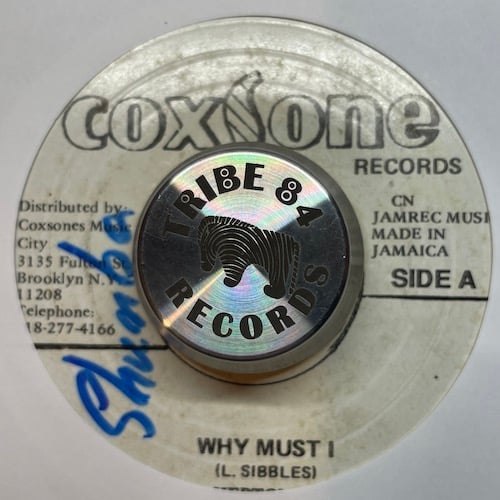 coxsone
RECORDS
Distributed by:
Coxsones Music
City
3135 Fulton St
Brooklyn N.Y.
11208
Telephone:
18-277-4166
CN
JAMREC MUSI
MADE IN
JAMAICA
SIDE A
TRIBE 84
RECORDS
WHY MUST I
(L. SIBBLES)